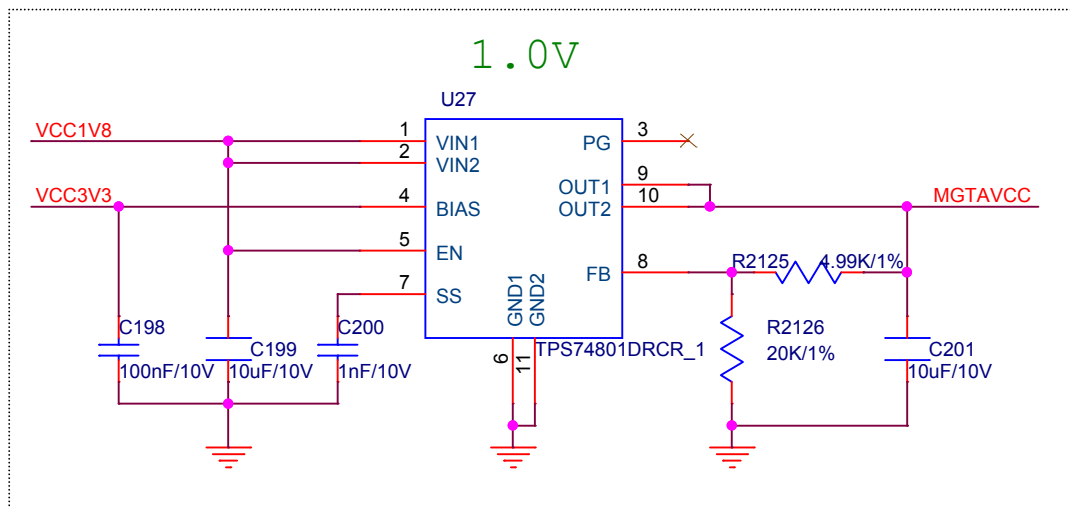 1.0V
U27
VCC1V8
1
VIN1
2
VIN2
VCC3V3
4
BIAS
5
EN
7
SS
PG
3
OUT1
9
OUT2
10
MGTAVCC
FB
8
GND1
GND2
6
11
TPS74801DRCR_1
R2125
4.99K/1%
R2126
20K/1%
C198
100nF/10V
C199
10uF/10V
C200
1nF/10V
C201
10uF/10V